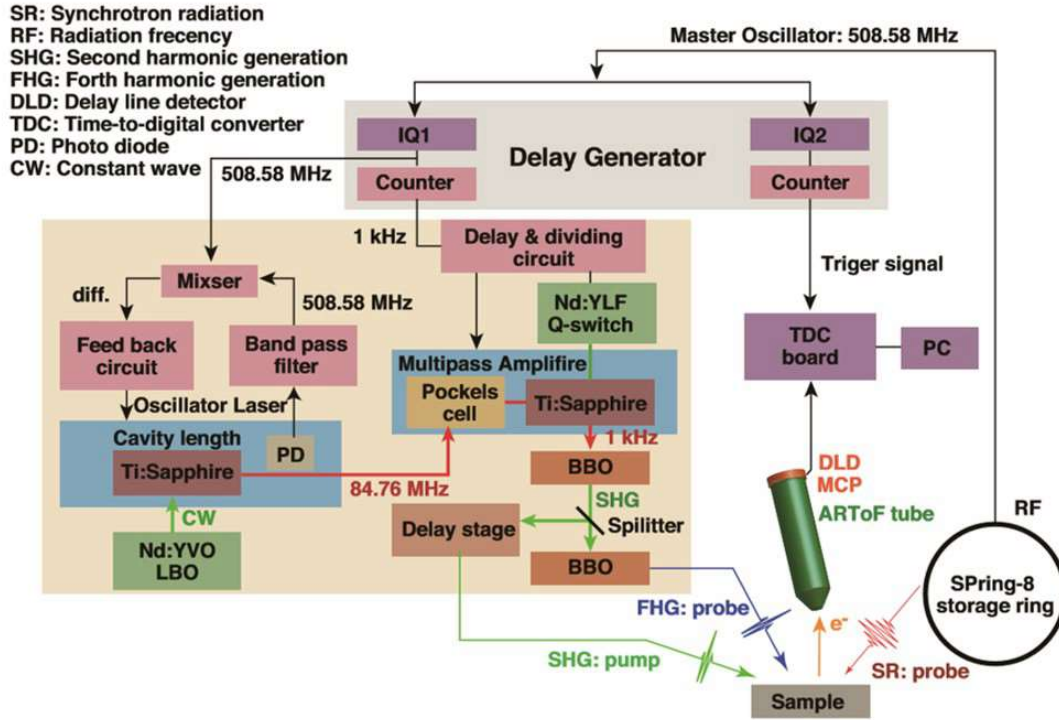 SR: Synchrotron radiation
RF: Radiation frecency
SHG: Second harmonic generation
FHG: Forth harmonic generation
DLD: Delay line detector
TDC: Time-to-digital converter
PD: Photo diode
CW: Constant wave
Master Oscillator: 508.58 MHz
IQ1
IQ2
Delay Generator
508.58 MHz
Counter
Counter
1 kHz
Delay & dividing
circuit
Triger signal
Mixser
diff.
508.58 MHz
Nd:YLF
Q-switch
Feed back
circuit
Band pass
filter
TDC
board
PC
Multipass Amplifire
Pockels
cell
Ti:Sapphire
Oscillator Laser
Cavity length
PD
Ti:Sapphire
84.76 MHz
1 kHz
BBO
DLD
MCP
ARToF tube
RF
CW
SHG
Delay stage
Spilitter
Nd:YVO
LBO
BBO
SPring-8
storage ring
FHG: probe
e-
SHG: pump
SR: probe
Sample